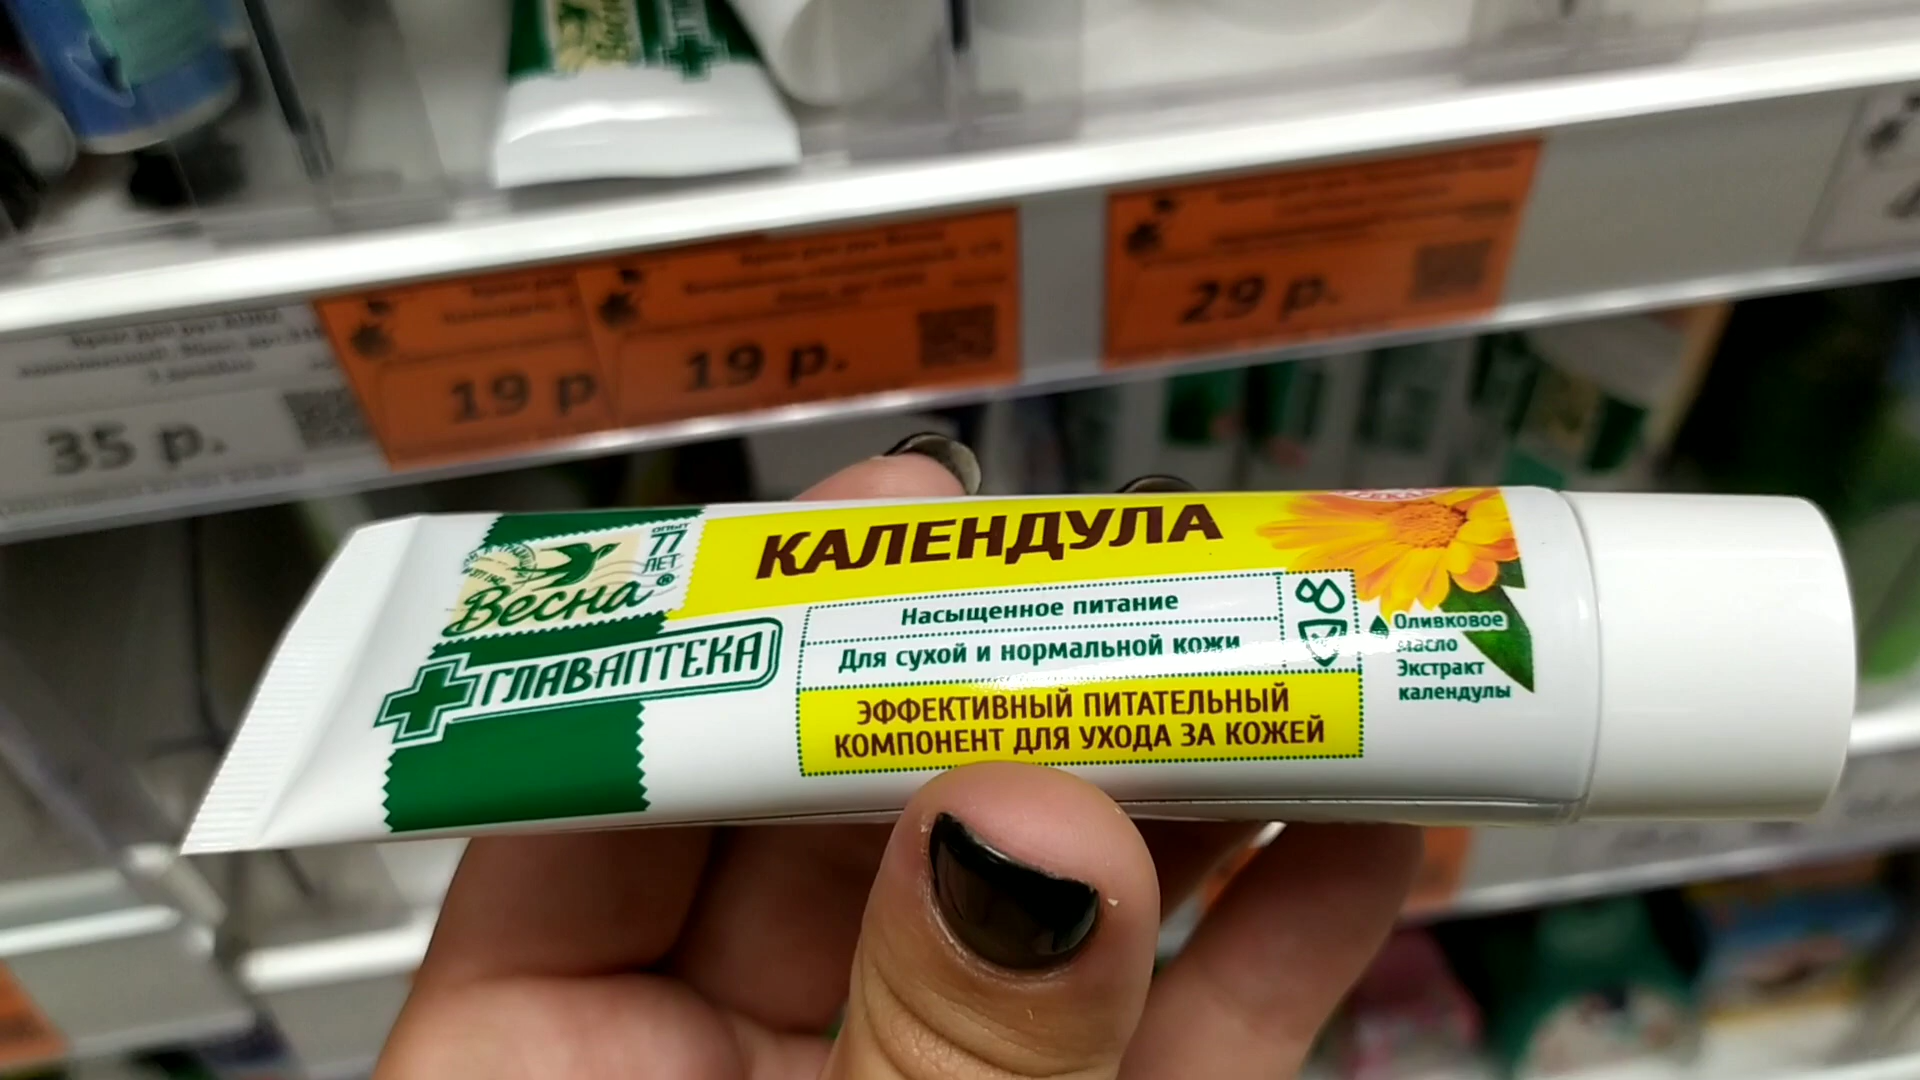 35 р.
19 р
19 р.
29 р.
Весна®
ОПЫТ
77
ЛЕТ
ГЛАВАПТЕКА
КАЛЕНДУЛА
Насыщенное питание
Для сухой и нормальной кожи
ЭФФЕКТИВНЫЙ ПИТАТЕЛЬНЫЙ
КОМПОНЕНТ ДЛЯ УХОДА ЗА КОЖЕЙ
Оливковое
масло
Экстракт
календулы